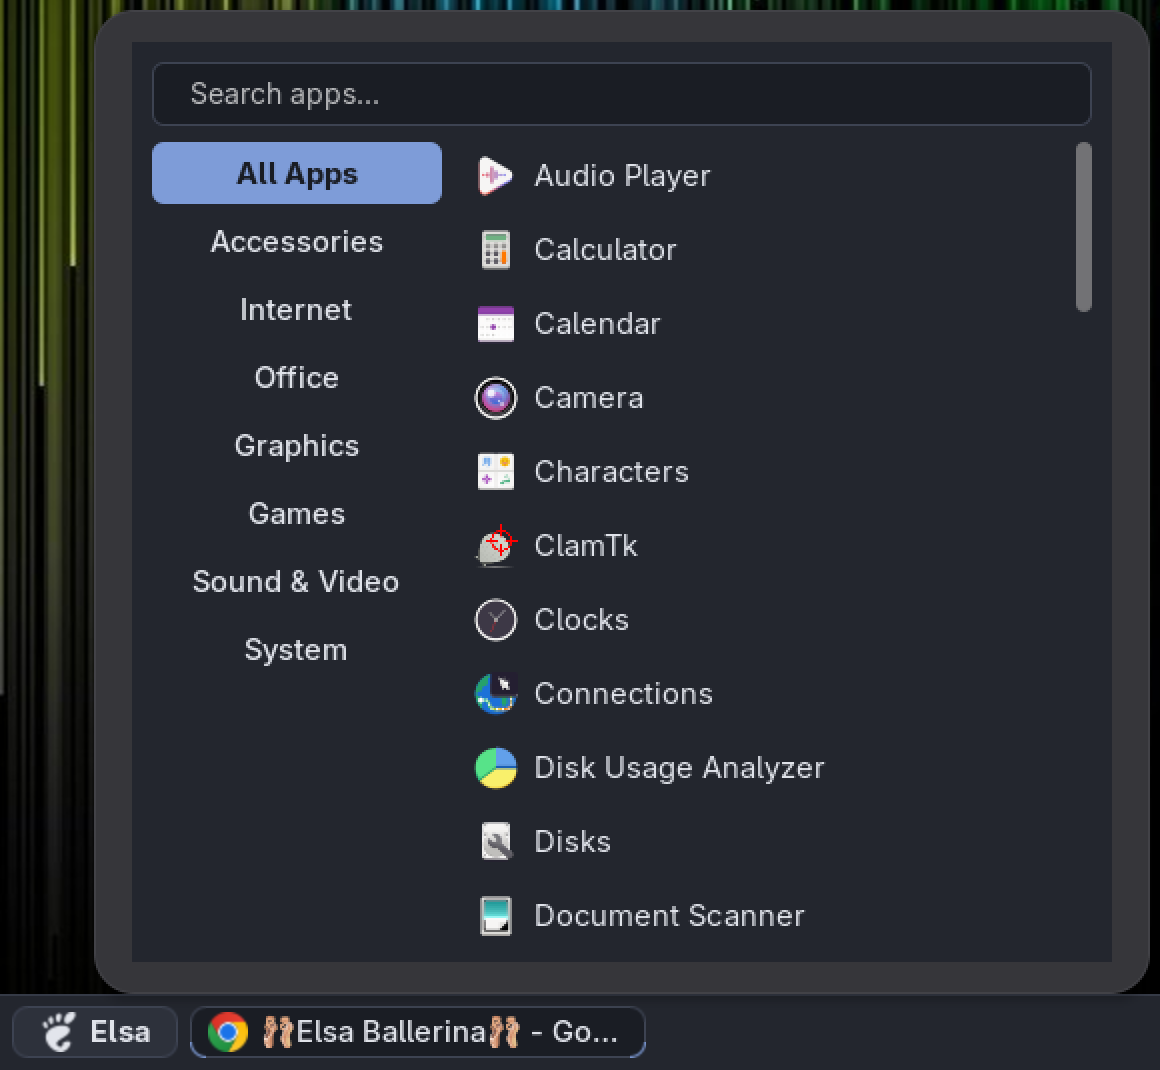 Search apps...
All Apps
Accessories
Internet
Office
Graphics
Games
Sound & Video
System
Audio Player
Calculator
Calendar
Camera
Characters
ClamTk
Clocks
Connections
Disk Usage Analyzer
Disks
Document Scanner
Elsa
🩰Elsa Ballerina🩰 - Go...